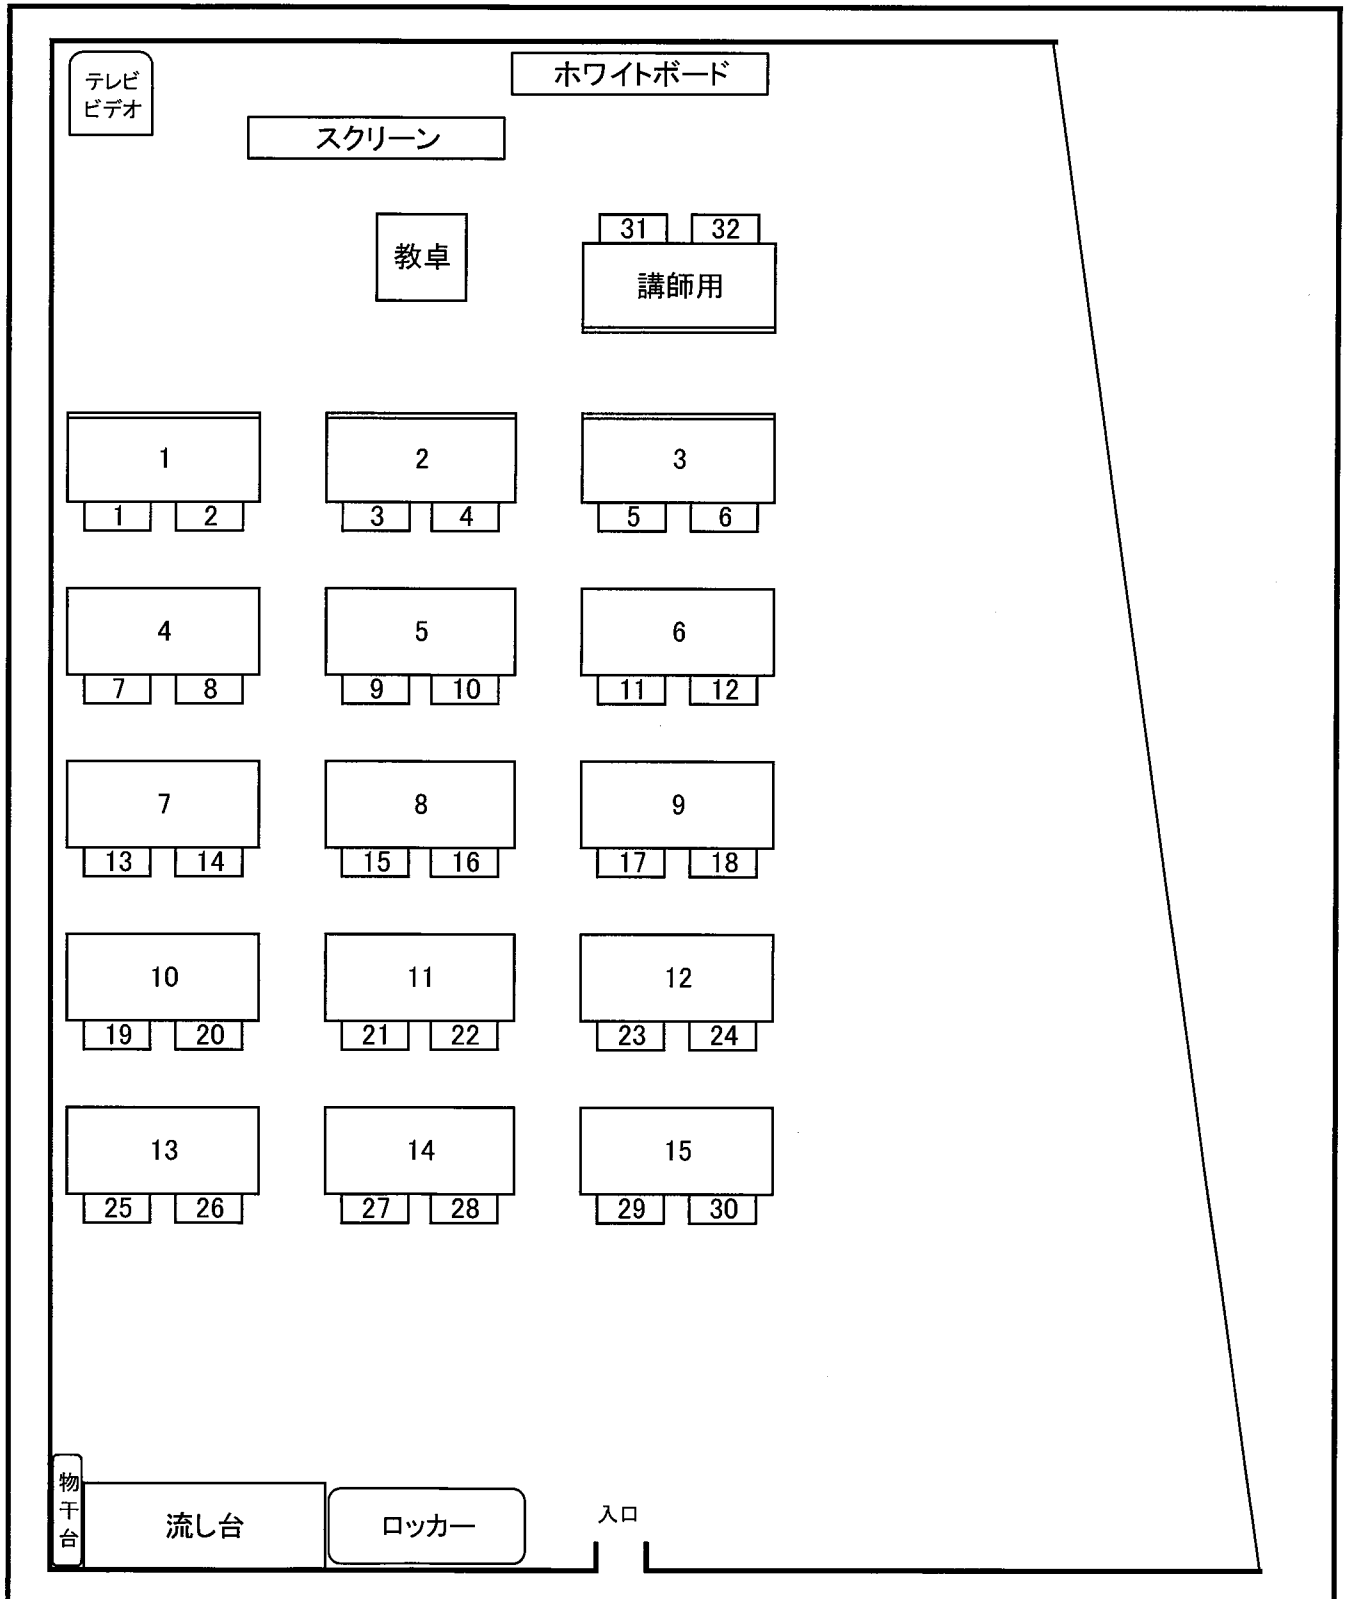 ホワイトボード
テレビ
ビデオ
スクリーン
31 32
教卓
講師用
1 2 3
1 2 3 4 5 6
4 5 6
7 8 9 10 11 12
7 8 9
13 14 15 16 17 18
10 11 12
19 20 21 22 23 24
13 14 15
25 26 27 28 29 30
物干台
流し台
ロッカー
入口